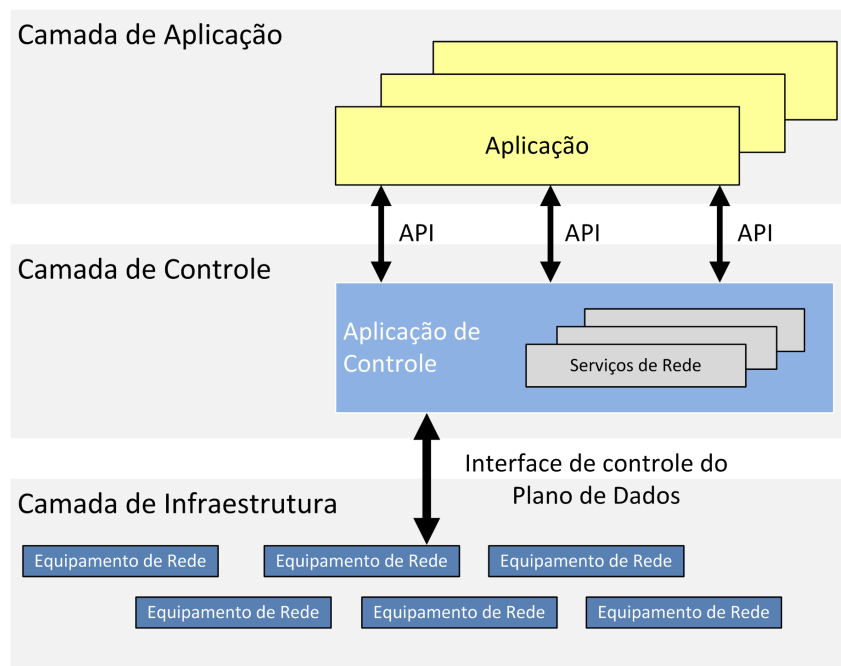 Camada de Aplicação
Aplicação
API
API
API
Camada de Controle
Aplicação de
Controle
Serviços de Rede
Interface de controle do
Plano de Dados
Camada de Infraestrutura
Equipamento de Rede
Equipamento de Rede
Equipamento de Rede
Equipamento de Rede
Equipamento de Rede
Equipamento de Rede